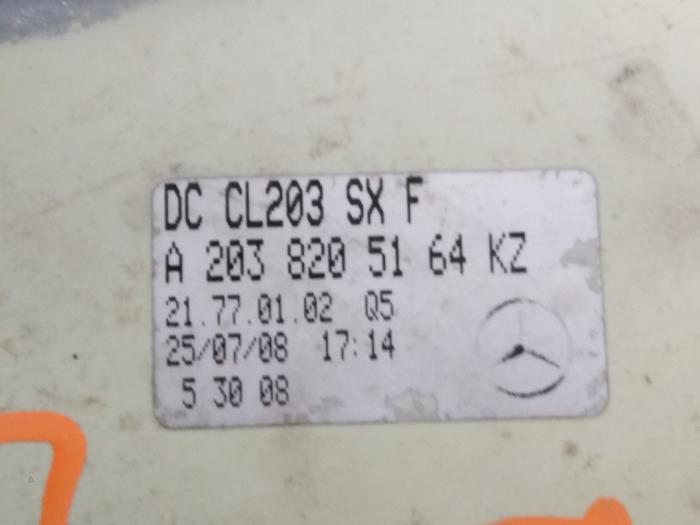 DC CL203 SX F
A 203 820 51 64 KZ
21.77.01.02 Q5
25/07/08 17:14
5 30 08